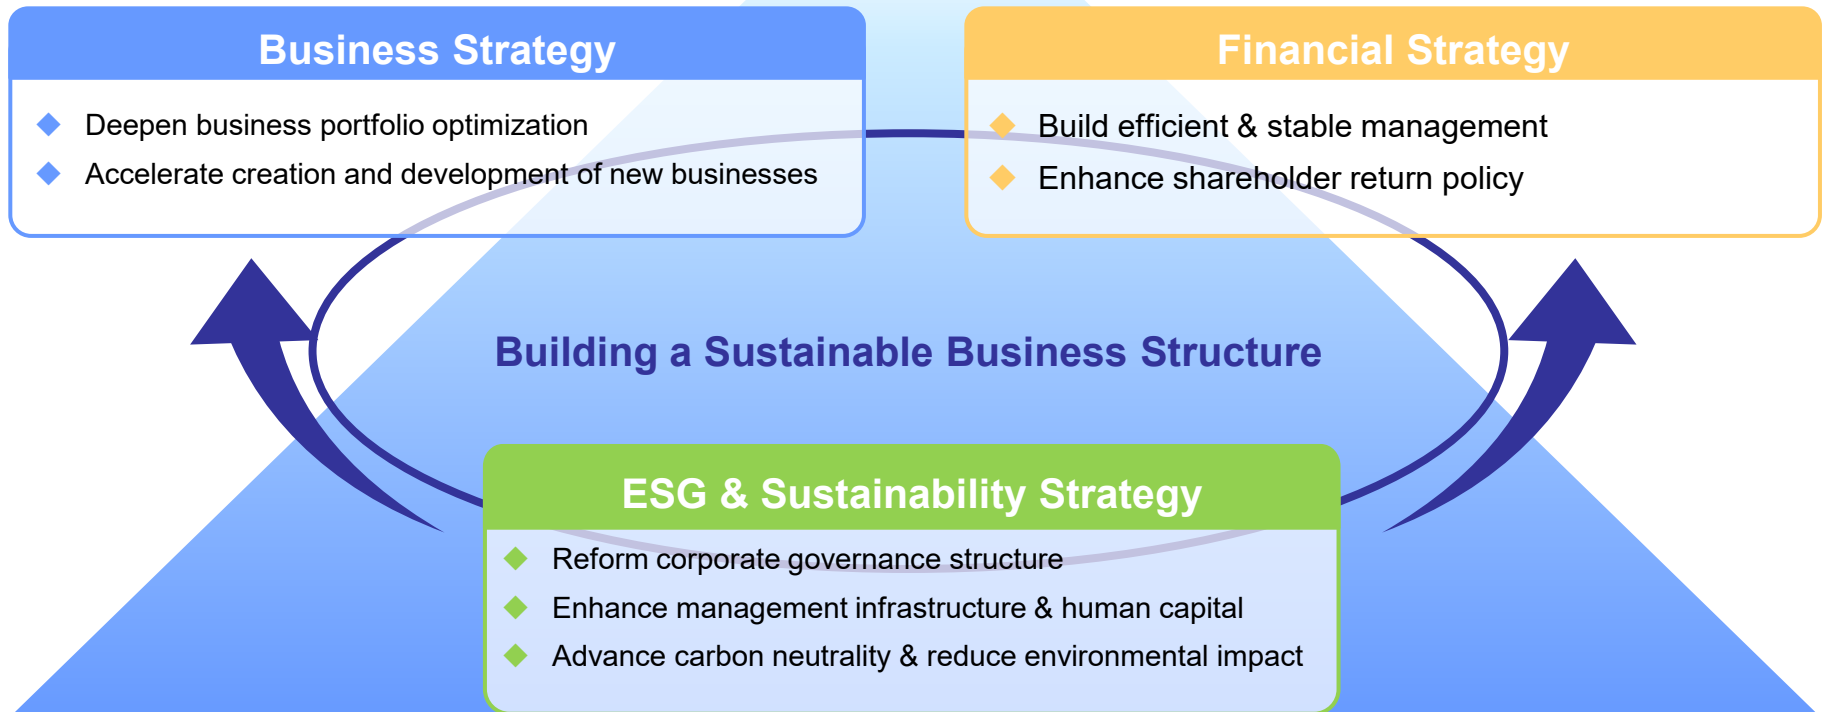 Business Strategy
Deepen business portfolio optimization
Accelerate creation and development of new businesses
Financial Strategy
Build efficient & stable management
Enhance shareholder return policy
Building a Sustainable Business Structure
ESG & Sustainability Strategy
Reform corporate governance structure
Enhance management infrastructure & human capital
Advance carbon neutrality & reduce environmental impact